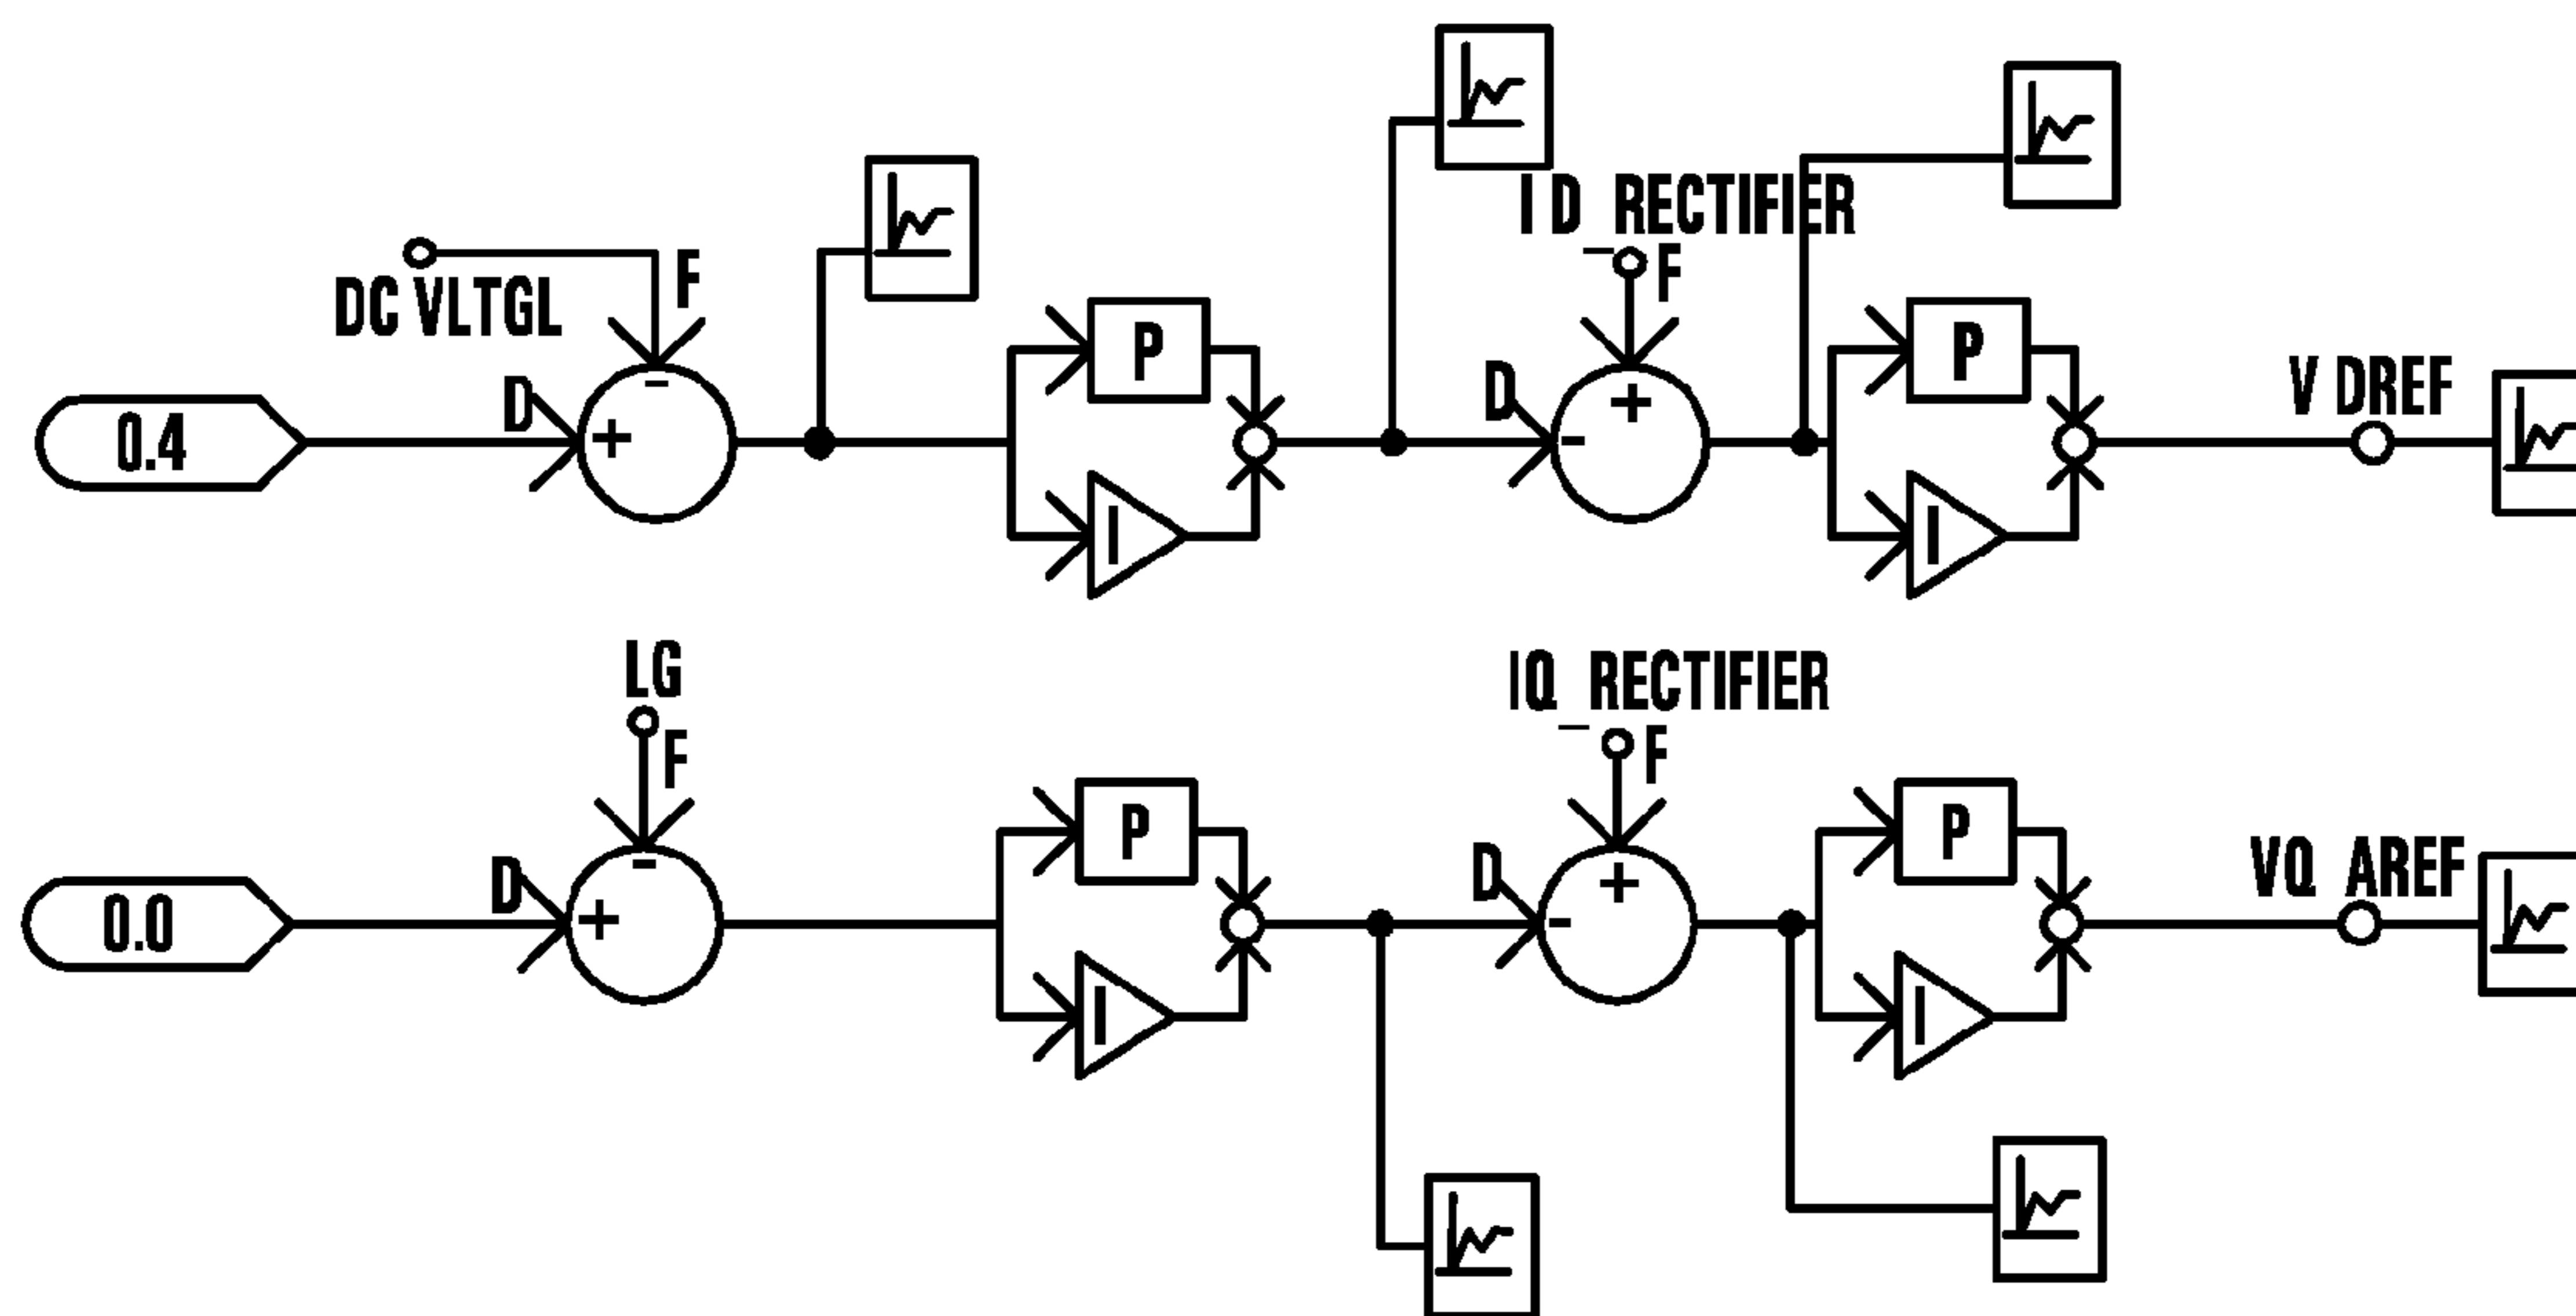 I D_RECTIFIER
F
F
DC VLTGL
P
P
D
-
D
+
V DREF
0.4
+
-
I
I
LG
IQ_RECTIFIER
F
F
P
P
D
-
D
+
VQ_AREF
0.0
+
-
I
I